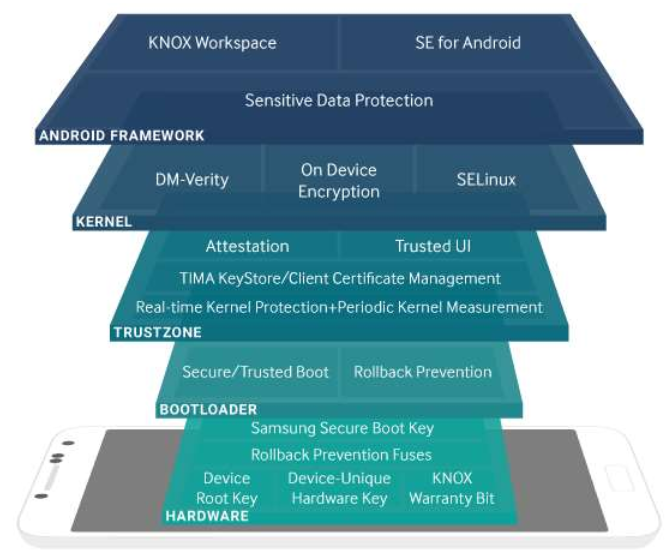 KNOX Workspace
SE for Android
Sensitive Data Protection
ANDROID FRAMEWORK
DM-Verity
On Device
Encryption
SELinux
KERNEL
Attestation
Trusted UI
TIMA KeyStore/Client Certificate Management
Real-time Kernel Protection+Periodic Kernel Measurement
TRUSTZONE
Secure/Trusted Boot
Rollback Prevention
BOOTLOADER
Samsung Secure Boot Key
Rollback Prevention Fuses
Device
Root Key
Device-Unique
Hardware Key
KNOX
Warranty Bit
HARDWARE